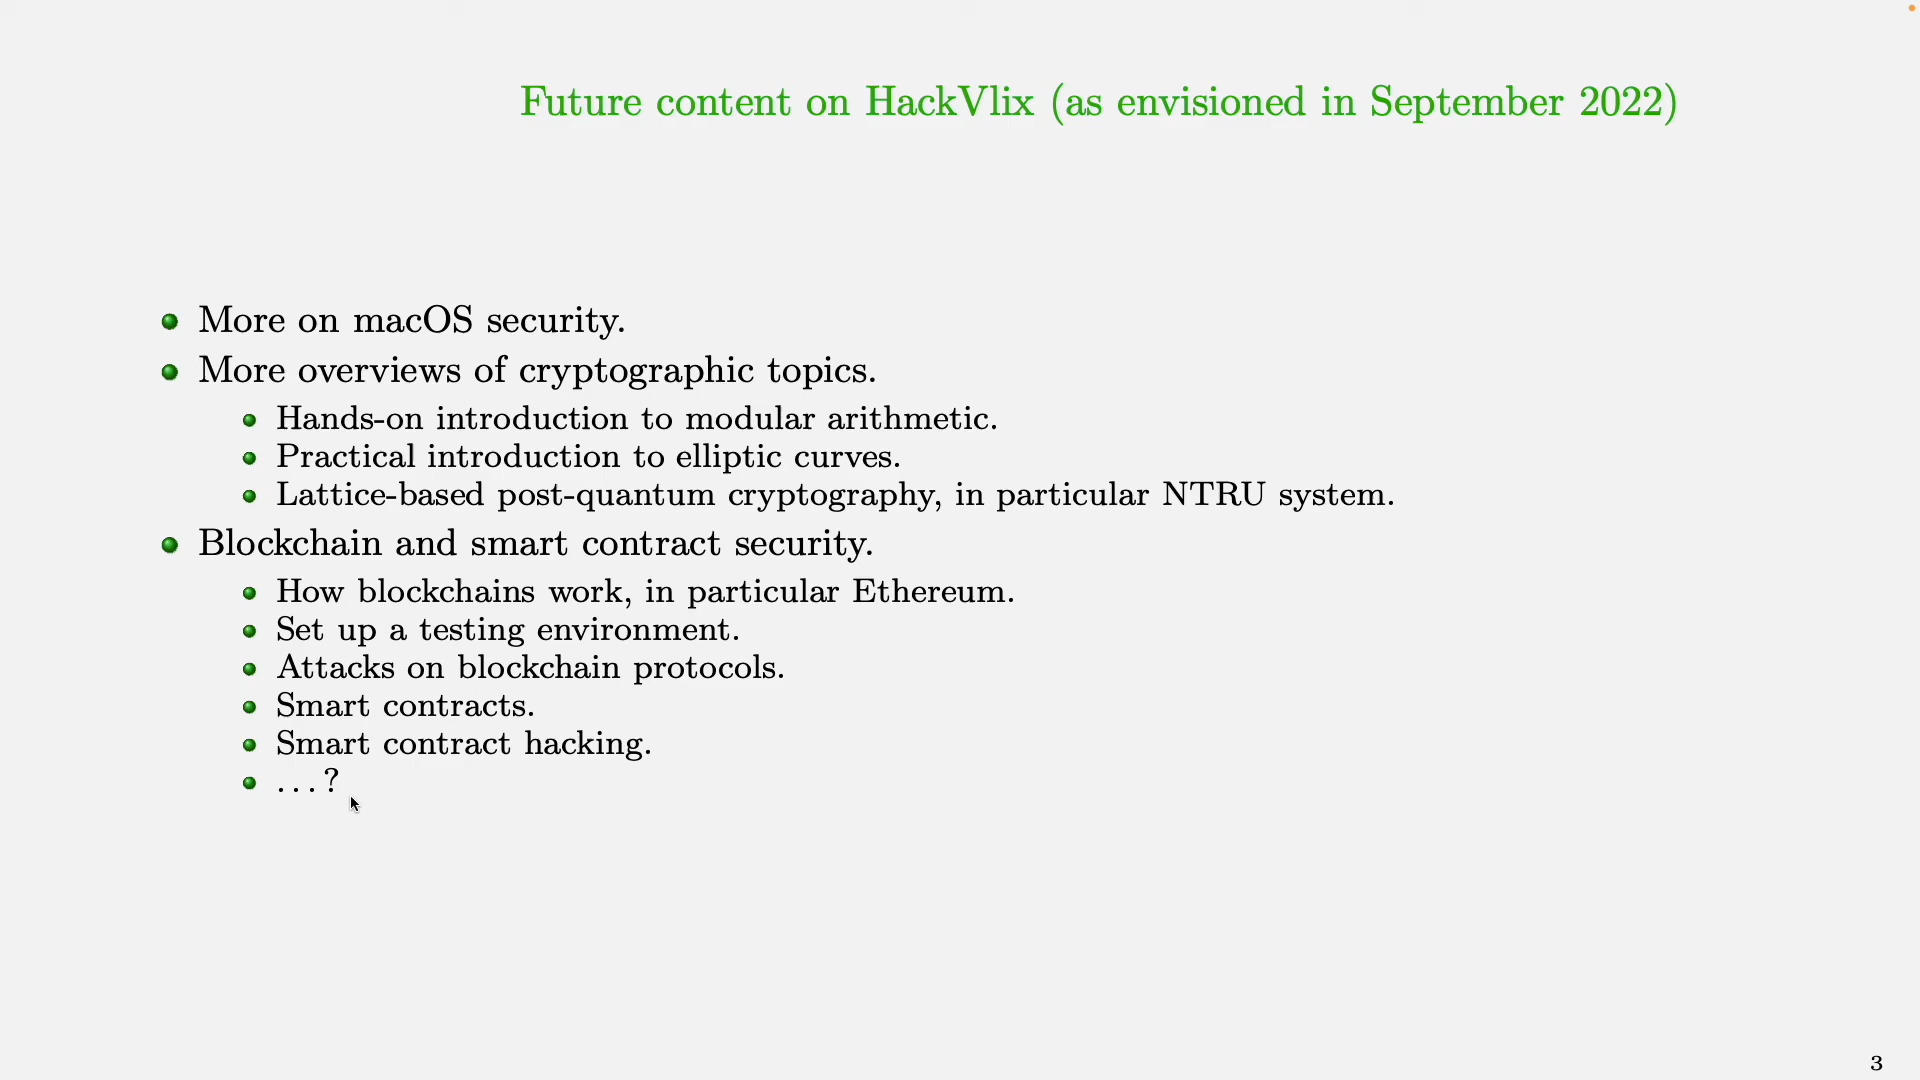 Future content on HackVlix (as envisioned in September 2022)
More on macOS security.
More overviews of cryptographic topics.
Hands-on introduction to modular arithmetic.
Practical introduction to elliptic curves.
Lattice-based post-quantum cryptography, in particular NTRU system.
Blockchain and smart contract security.
How blockchains work, in particular Ethereum.
Set up a testing environment.
Attacks on blockchain protocols.
Smart contracts.
Smart contract hacking.
...?
3